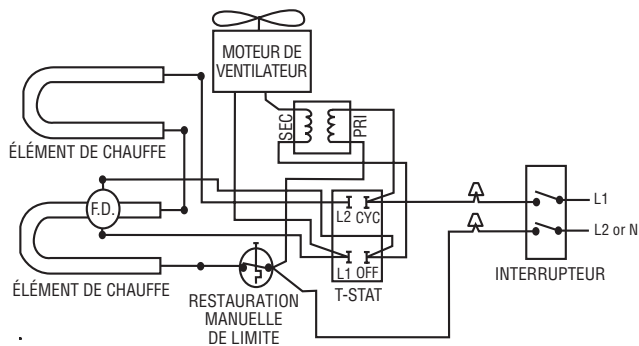 MOTEUR DE
VENTILATEUR
SEC
PRI
ÉLÉMENT DE CHAUFFE
F.D.
L2 CYC
L1
L2 or N
L1 OFF
INTERRUPTEUR
T-STAT
ÉLÉMENT DE CHAUFFE
RESTAURATION
MANUELLE
DE LIMITE